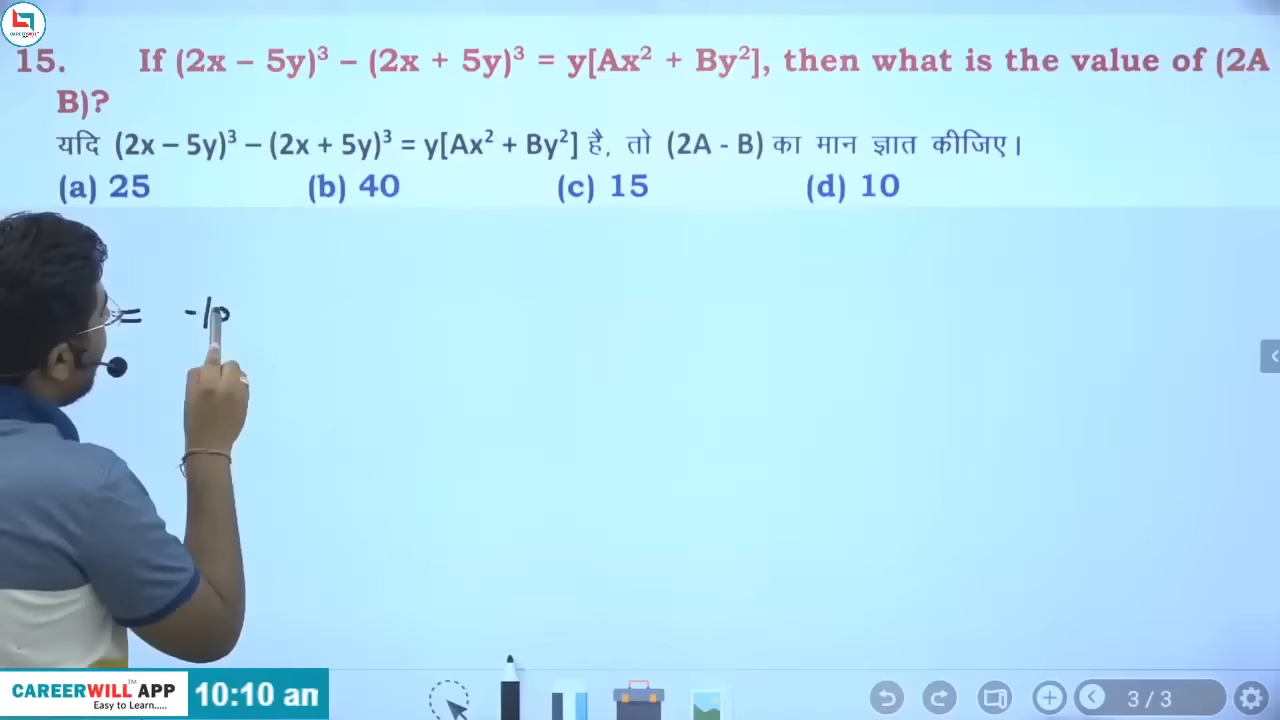 CAREERWILL
15. If (2x – 5y)³ – (2x + 5y)³ = y[Ax² + By²], then what is the value of (2A
B)?
यदि (2x – 5y)³ – (2x + 5y)³ = y[Ax² + By²] है, तो (2A - B) का मान ज्ञात कीजिए।
(a) 25 (b) 40 (c) 15 (d) 10
= -10
CAREERWILL APP
TM
Easy to Learn.....
10:10 am
3 / 3